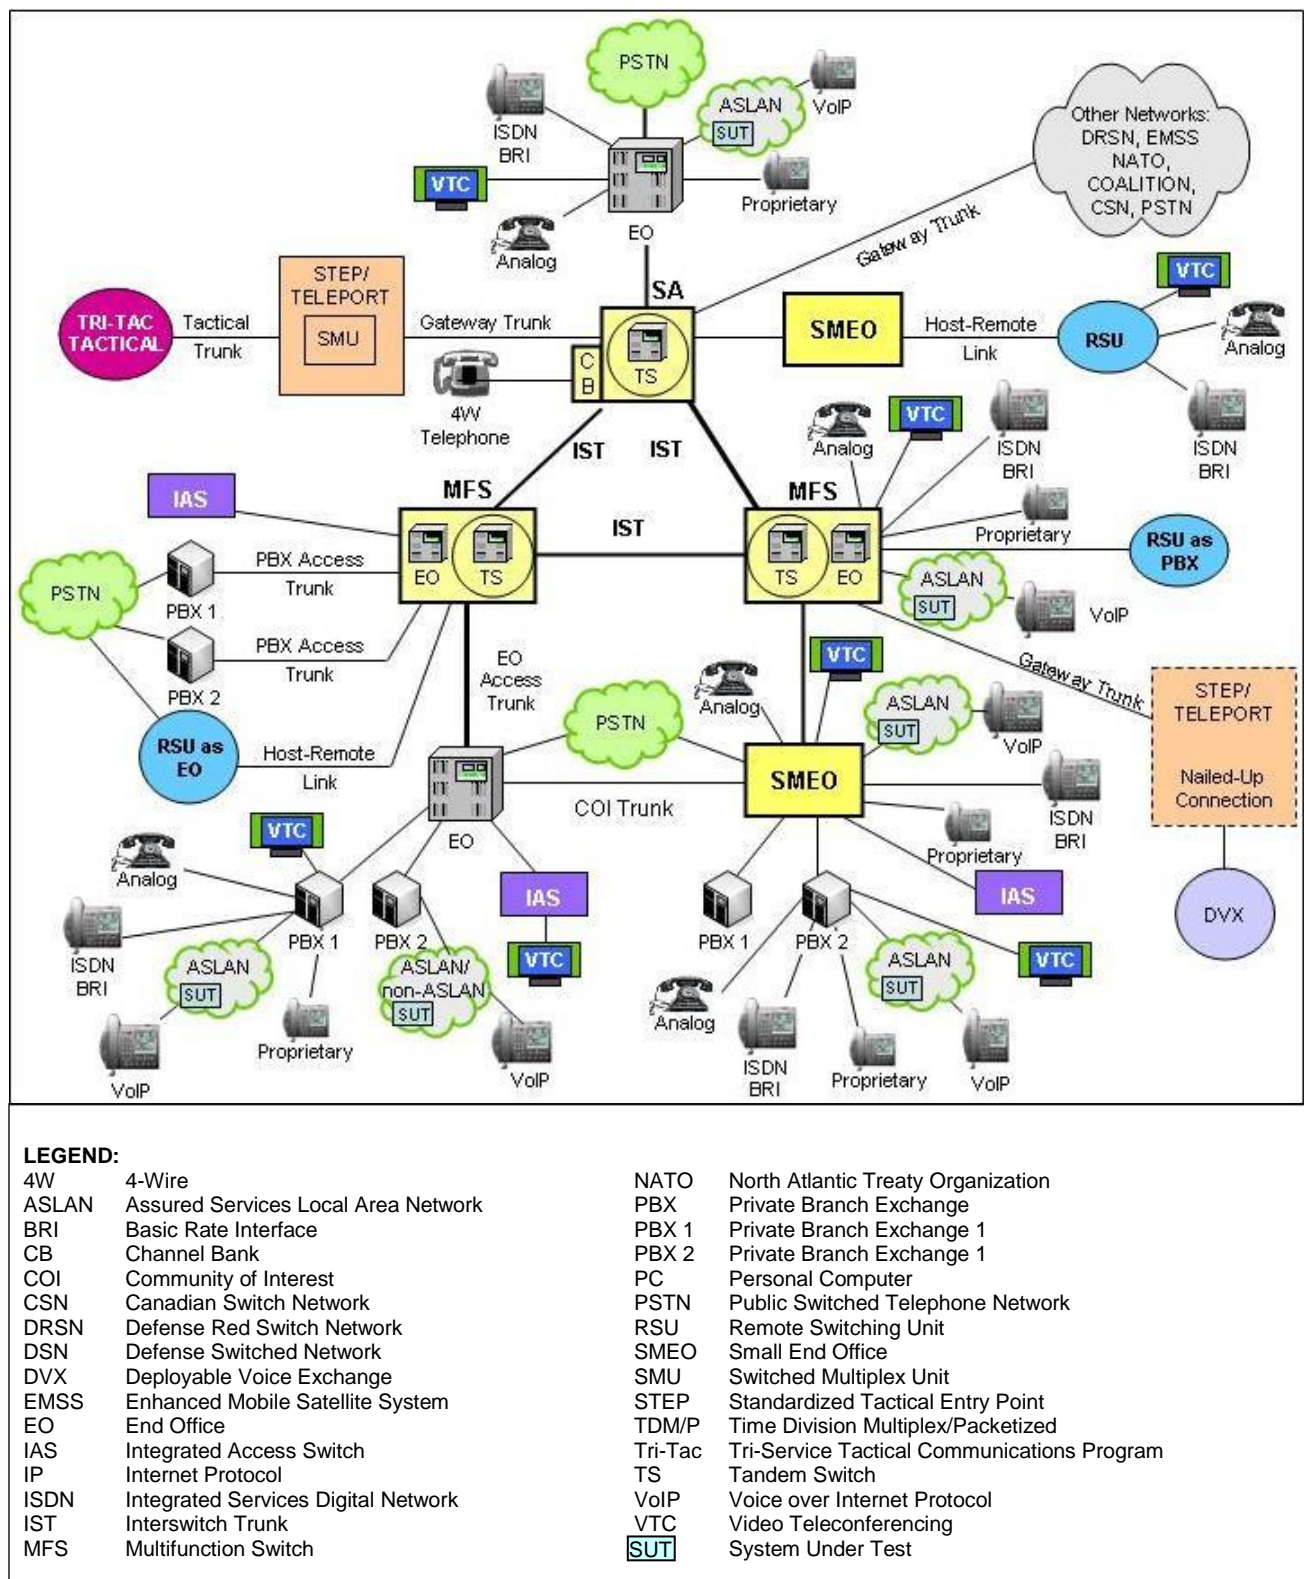 PSTN
ISDN
BRI
ASLAN
SUT
VoIP
VTC
Proprietary
Analog
EO
Other Networks:
DRSN, EMSS
NATO,
COALITION,
CSN, PSTN
Gateway Trunk
SA
TRI-TAC
TACTICAL
Tactical
Trunk
STEP/
TELEPORT
SMU
Gateway Trunk
C
B
TS
4W
Telephone
SMEO
Host-Remote
Link
RSU
VTC
Analog
ISDN
BRI
IST
IST
IAS
MFS
EO
TS
IST
MFS
TS
EO
Analog
VTC
ISDN
BRI
Proprietary
RSU as
PBX
ASLAN
SUT
VoIP
PSTN
PBX 1
PBX Access
Trunk
PBX 2
PBX Access
Trunk
RSU as
EO
Host-Remote
Link
EO
Access
Trunk
Gateway Trunk
STEP/
TELEPORT
Nailed-Up
Connection
DVX
PSTN
Analog
VTC
ASLAN
SUT
VoIP
EO
COI Trunk
SMEO
ISDN
BRI
Proprietary
IAS
VTC
Analog
ISDN
BRI
PBX 1
ASLAN
SUT
VoIP
Proprietary
PBX 2
ASLAN/
non-ASLAN
SUT
VoIP
IAS
VTC
PBX 1
PBX 2
Analog
ISDN
BRI
Proprietary
ASLAN
SUT
VoIP
VTC
LEGEND:
4W 4-Wire
ASLAN Assured Services Local Area Network
BRI Basic Rate Interface
CB Channel Bank
COI Community of Interest
CSN Canadian Switch Network
DRSN Defense Red Switch Network
DSN Defense Switched Network
DVX Deployable Voice Exchange
EMSS Enhanced Mobile Satellite System
EO End Office
IAS Integrated Access Switch
IP Internet Protocol
ISDN Integrated Services Digital Network
IST Interswitch Trunk
MFS Multifunction Switch
NATO North Atlantic Treaty Organization
PBX Private Branch Exchange
PBX 1 Private Branch Exchange 1
PBX 2 Private Branch Exchange 1
PC Personal Computer
PSTN Public Switched Telephone Network
RSU Remote Switching Unit
SMEO Small End Office
SMU Switched Multiplex Unit
STEP Standardized Tactical Entry Point
TDM/P Time Division Multiplex/Packetized
Tri-Tac Tri-Service Tactical Communications Program
TS Tandem Switch
VoIP Voice over Internet Protocol
VTC Video Teleconferencing
SUT System Under Test